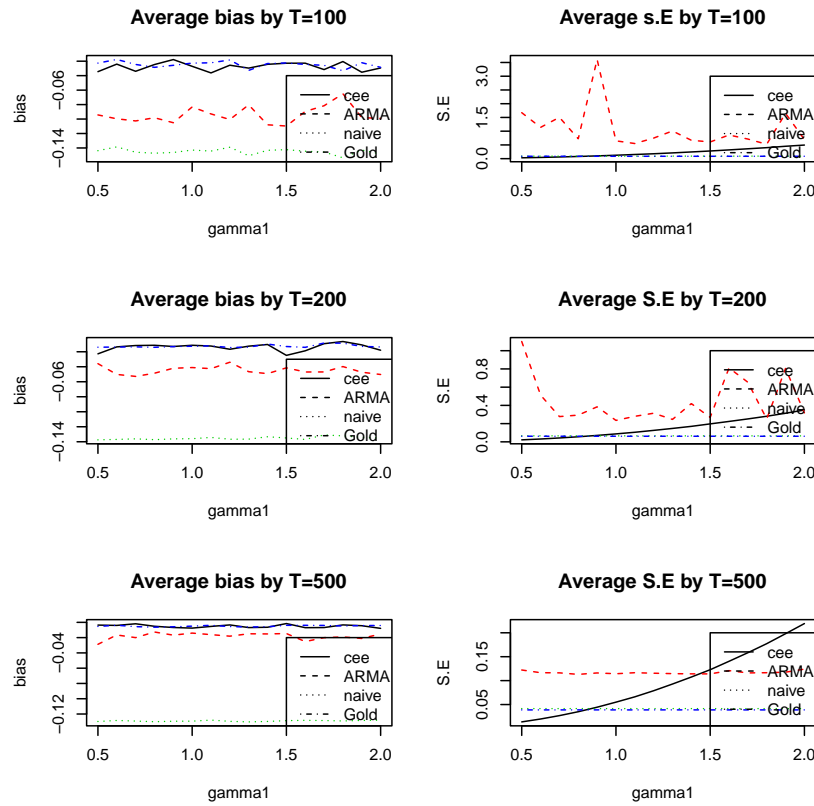 Average bias by T=100
bias
-0.06
-0.14
0.5 1.0 1.5 2.0
gamma1
cee
ARMA
naive
Gold
Average s.E by T=100
S.E
3.0
1.5
0.0
0.5 1.0 1.5 2.0
gamma1
cee
ARMA
naive
Gold
Average bias by T=200
bias
-0.06
-0.14
0.5 1.0 1.5 2.0
gamma1
cee
ARMA
naive
Gold
Average S.E by T=200
S.E
0.8
0.4
0.0
0.5 1.0 1.5 2.0
gamma1
cee
ARMA
naive
Gold
Average bias by T=500
bias
-0.04
-0.12
0.5 1.0 1.5 2.0
gamma1
cee
ARMA
naive
Gold
Average S.E by T=500
S.E
0.15
0.05
0.5 1.0 1.5 2.0
gamma1
cee
ARMA
naive
Gold